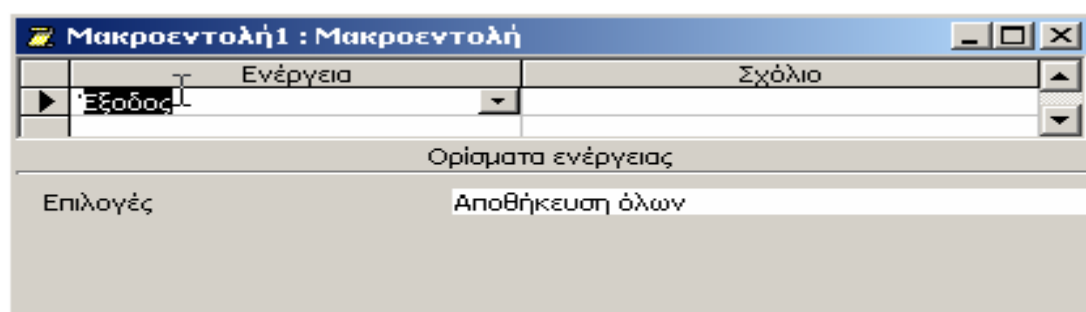 Μακροεντολή1 : Μακροεντολή
Ενέργεια Σχόλιο
Έξοδος
Ορίσματα ενέργειας
Επιλογές Αποθήκευση όλων